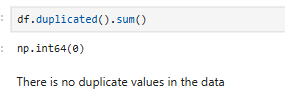 df.duplicated().sum()
np.int64(0)
There is no duplicate values in the data